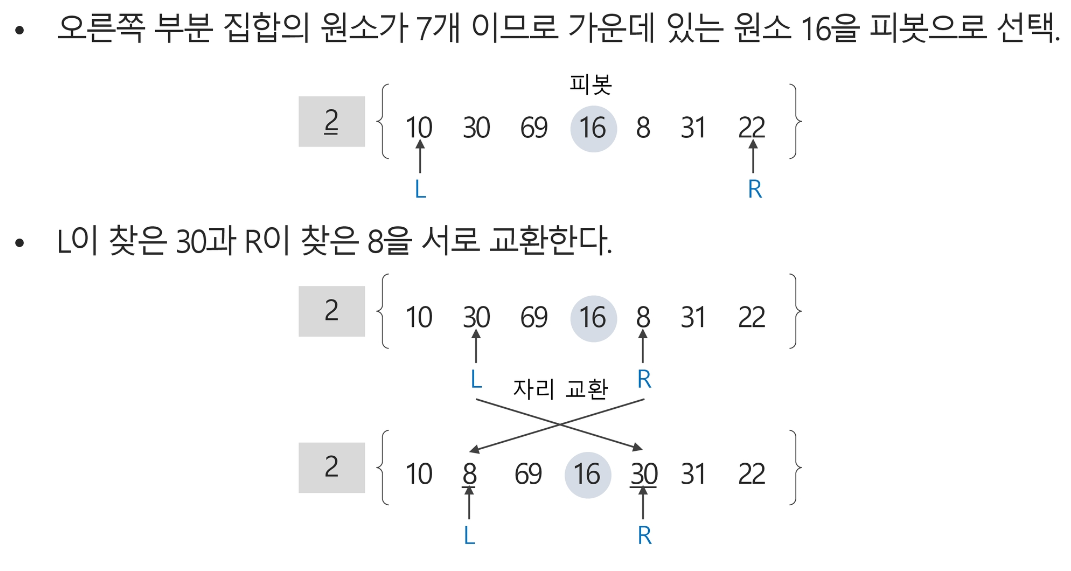 • 오른쪽 부분 집합의 원소가 7개 이므로 가운데 있는 원소 16을 피봇으로 선택.
피봇
2 { 10 30 69 16 8 31 22 }
L R
• L이 찾은 30과 R이 찾은 8을 서로 교환한다.
2 { 10 30 69 16 8 31 22 }
L 자리 교환 R
2 { 10 8 69 16 30 31 22 }
L R